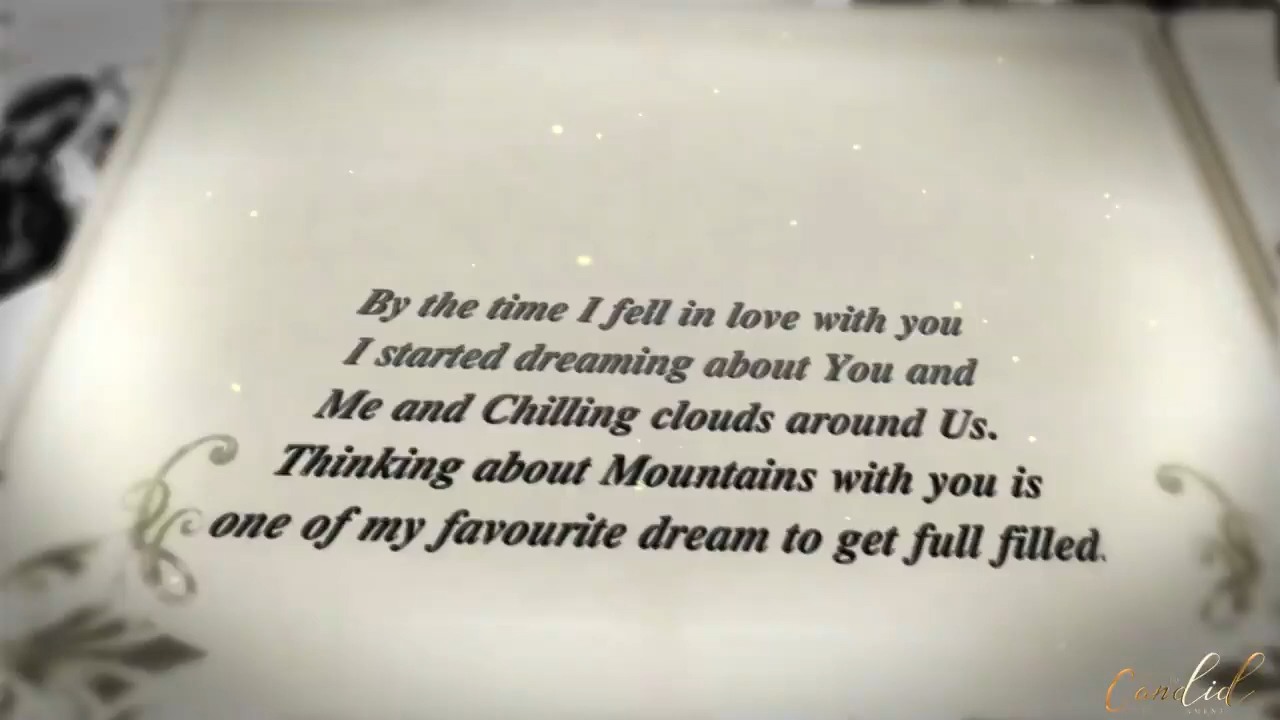 By the time I fell in love with you
I started dreaming about You and
Me and Chilling clouds around Us.
Thinking about Mountains with you is
one of my favourite dream to get full filled.
Candid